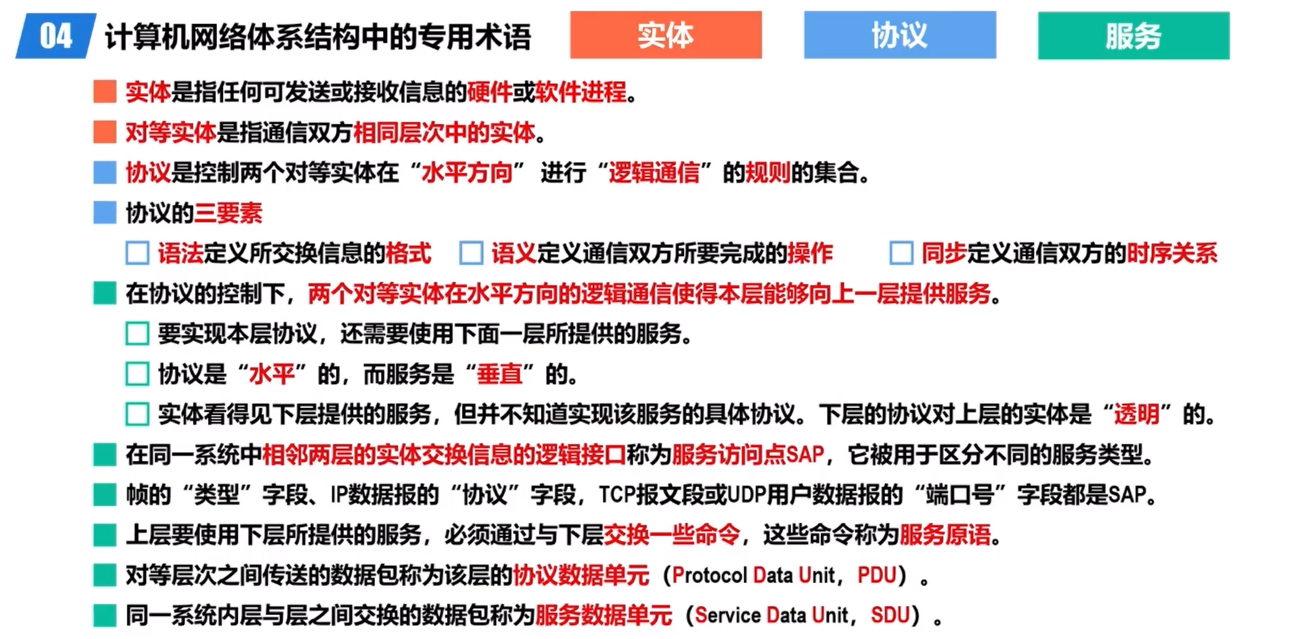 04 计算机网络体系结构中的专用术语 实体 协议 服务
实体是指任何可发送或接收信息的硬件或软件进程。
对等实体是指通信双方相同层次中的实体。
协议是控制两个对等实体在“水平方向” 进行“逻辑通信”的规则的集合。
协议的三要素
语法定义所交换信息的格式 语义定义通信双方所要完成的操作 同步定义通信双方的时序关系
在协议的控制下，两个对等实体在水平方向的逻辑通信使得本层能够向上一层提供服务。
要实现本层协议，还需要使用下面一层所提供的服务。
协议是“水平”的，而服务是“垂直”的。
实体看得见下层提供的服务，但并不知道实现该服务的具体协议。下层的协议对上层的实体是“透明”的。
在同一系统中相邻两层的实体交换信息的逻辑接口称为服务访问点SAP，它被用于区分不同的服务类型。
帧的“类型”字段、IP数据报的“协议”字段，TCP报文段或UDP用户数据报的“端口号”字段都是SAP。
上层要使用下层所提供的服务，必须通过与下层交换一些命令，这些命令称为服务原语。
对等层次之间传送的数据包称为该层的协议数据单元（Protocol Data Unit，PDU）。
同一系统内层与层之间交换的数据包称为服务数据单元（Service Data Unit，SDU）。